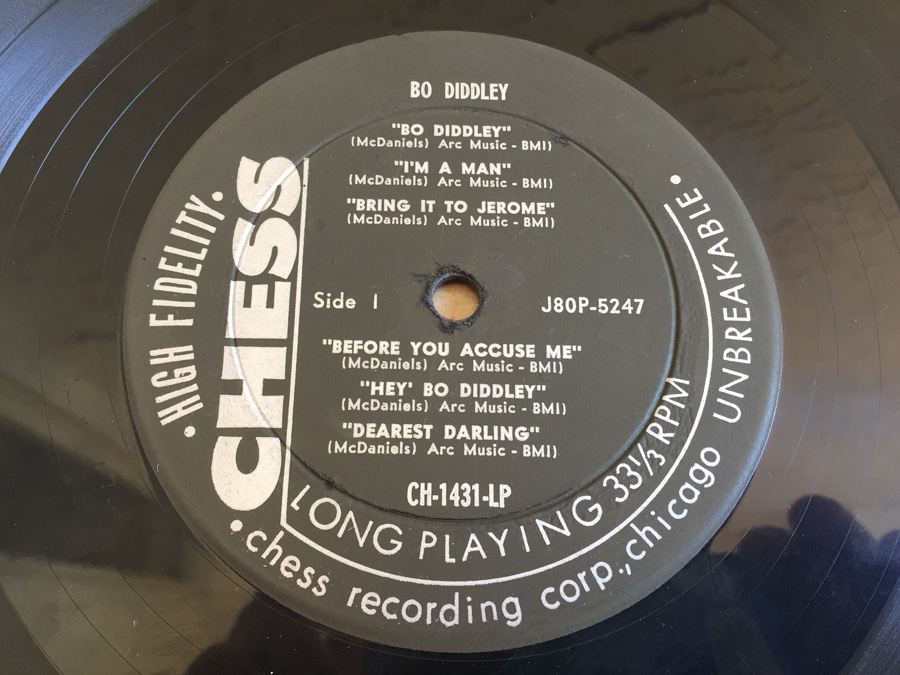 BO DIDDLEY
"BO DIDDLEY"
(McDaniels) Arc Music - BMI)
"I'M A MAN"
(McDaniels) Arc Music - BMI)
"BRING IT TO JEROME"
(McDaniels) Arc Music - BMI)
Side 1
J80P-5247
"BEFORE YOU ACCUSE ME"
(McDaniels) Arc Music - BMI)
"HEY' BO DIDDLEY"
(McDaniels) Arc Music - BMI)
"DEAREST DARLING"
(McDaniels) Arc Music - BMI)
CH-1431-LP
CHESS
LONG PLAYING 33⅓ RPM
• HIGH FIDELITY •
• chess recording corp., chicago
UNBREAKABLE •